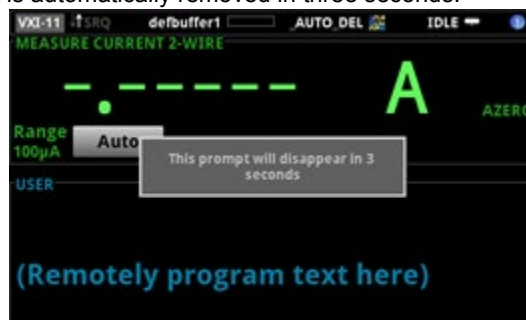 is automatically removed in three seconds.
VXI-11 SRQ defbuffer1 _AUTO_DEL IDLE
MEASURE CURRENT 2-WIRE
-.----- A
AZERO
Range
100µA Auto
This prompt will disappear in 3
seconds
USER
(Remotely program text here)